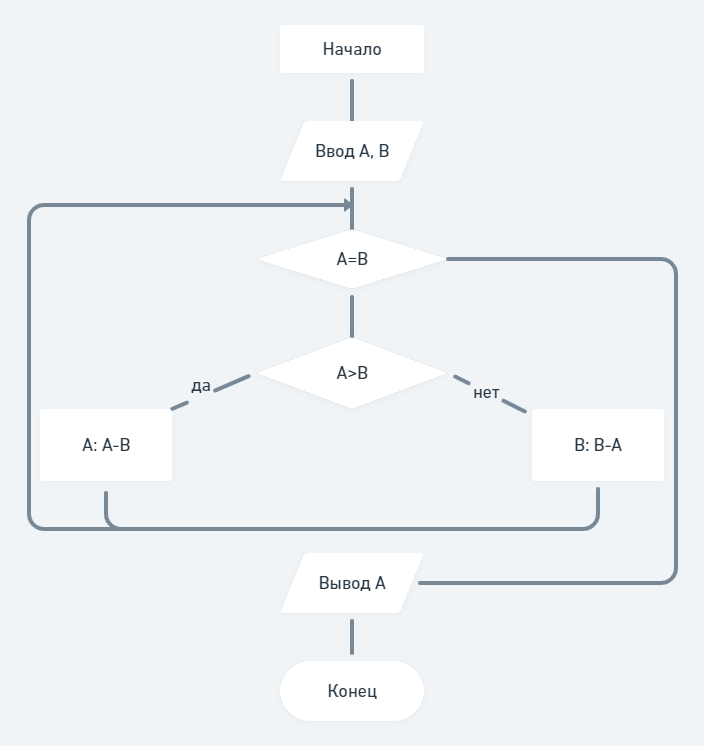 Начало
Ввод A, B
A=B
A>B
да
нет
A: A-B
B: B-A
Вывод A
Конец